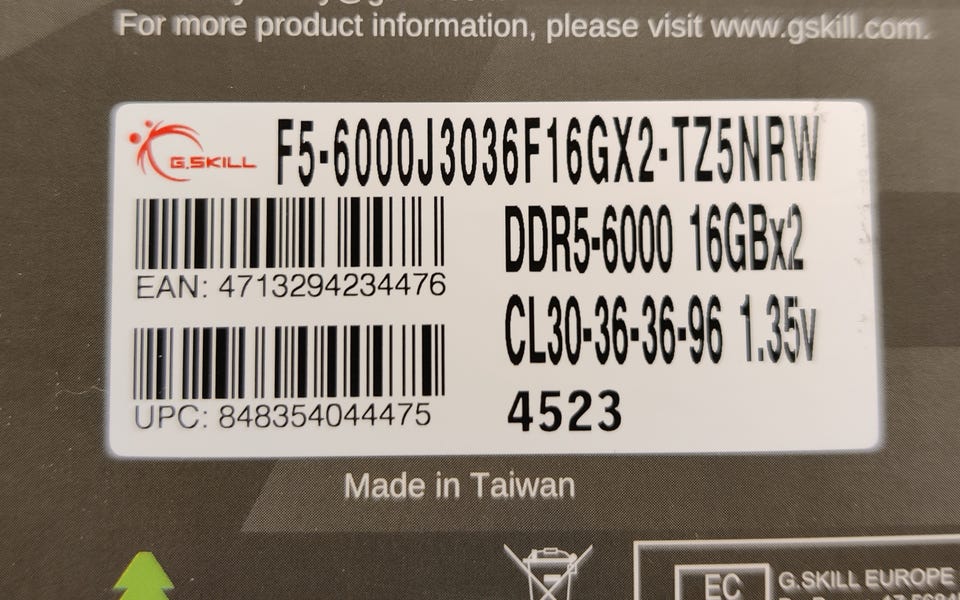 For more product information, please visit www.gskill.com.
G.SKILL
F5-6000J3036F16GX2-TZ5NRW
DDR5-6000 16GBx2
EAN: 4713294234476
CL30-36-36-96 1.35v
UPC: 848354044475
4523
Made in Taiwan
EC
G.SKILL EUROPE